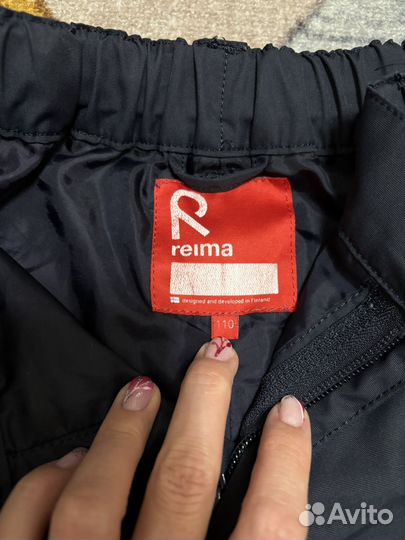 reima
designed and developed in Finland
110
Avito